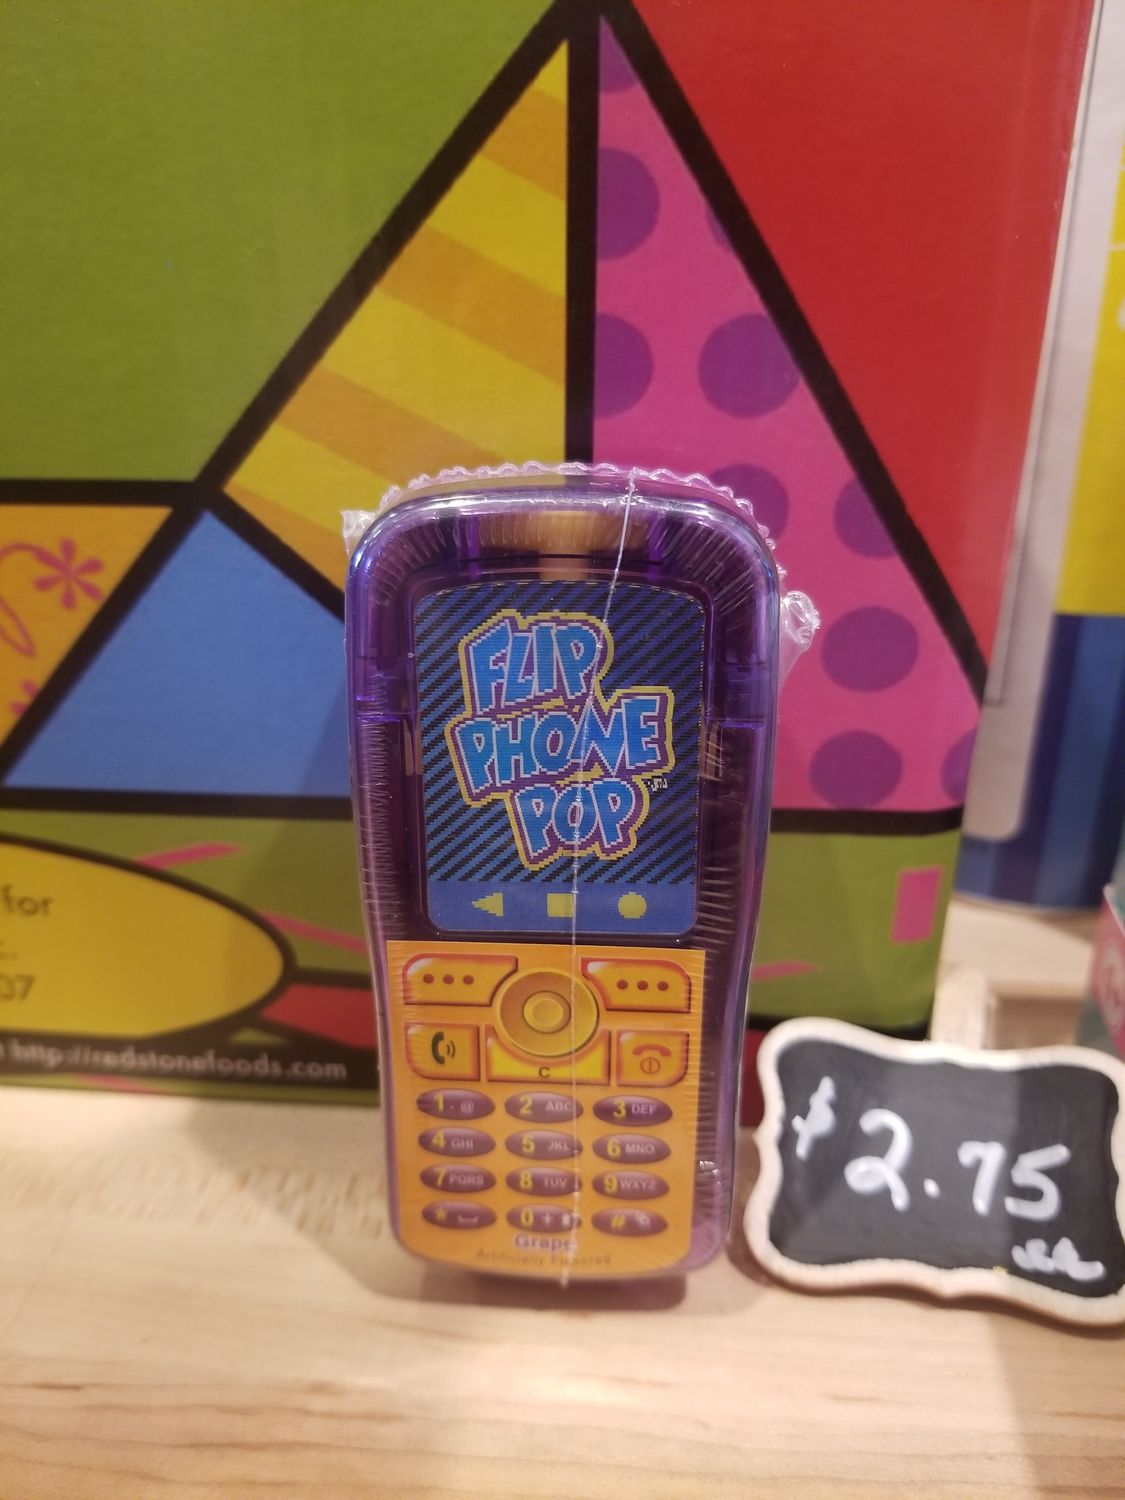 FLIP
PHONE
POP
C
1 . @
2 ABC
3 DEF
4 GHI
5 JKL
6 MNO
7 PQRS
8 TUV
9 WXYZ
*
0 +
#
Grape
Artificially Flavored
for
37
http://redstonefoods.com
$2.75